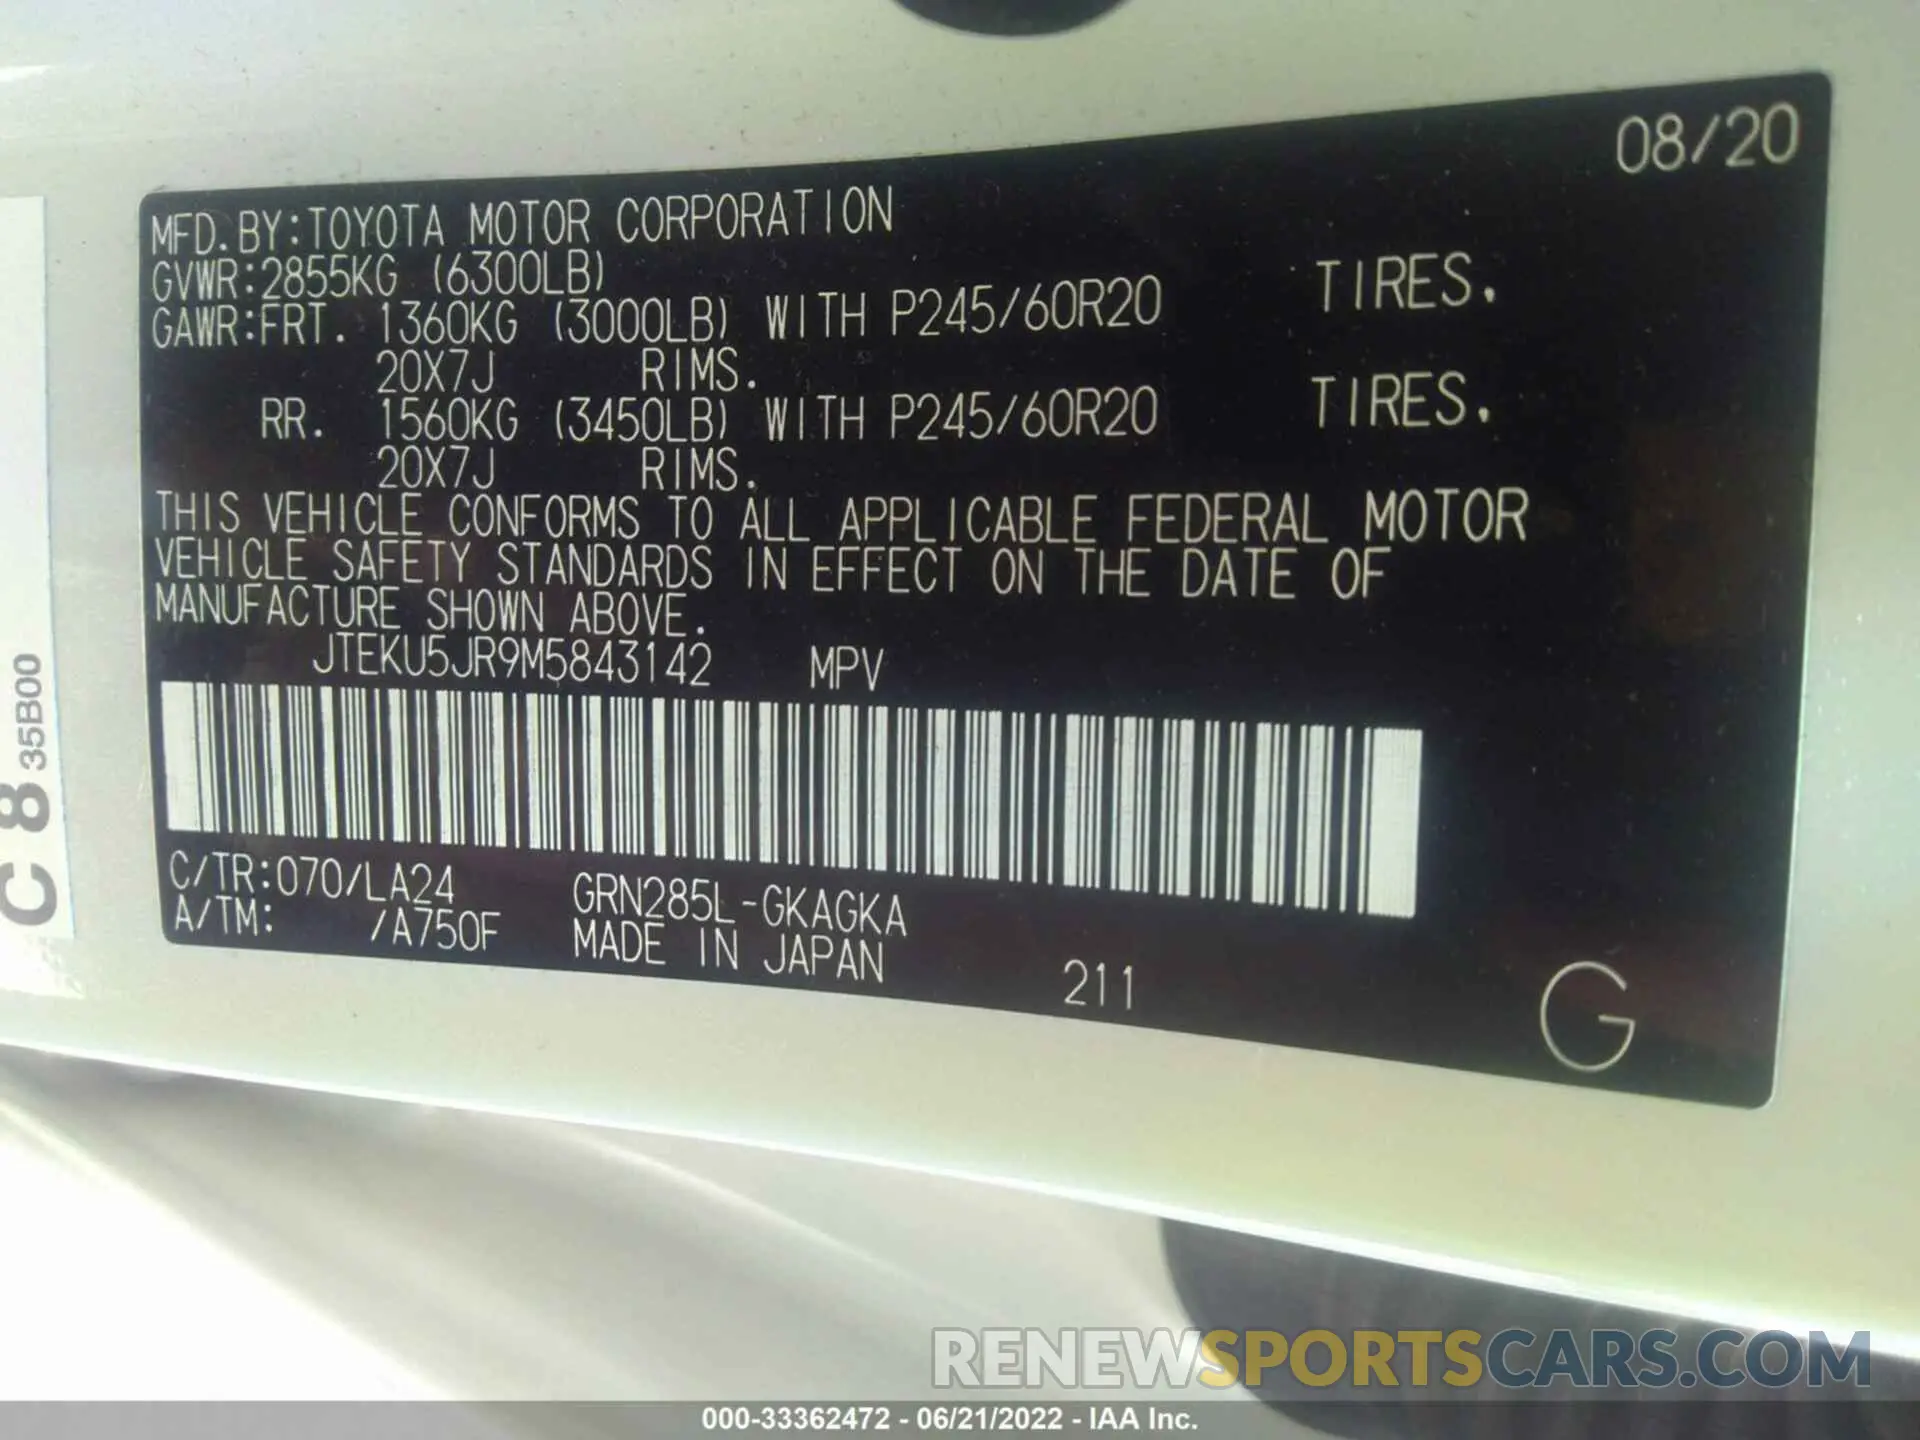 08/20
MFD.BY:TOYOTA MOTOR CORPORATION
GVWR:2855KG (6300LB)
GAWR:FRT. 1360KG (3000LB) WITH P245/60R20 TIRES.
20X7J RIMS.
RR. 1560KG (3450LB) WITH P245/60R20 TIRES.
20X7J RIMS.
THIS VEHICLE CONFORMS TO ALL APPLICABLE FEDERAL MOTOR
VEHICLE SAFETY STANDARDS IN EFFECT ON THE DATE OF
MANUFACTURE SHOWN ABOVE.
JTEKU5JR9M5843142 MPV
C/TR:070/LA24 GRN285L-GKAGKA
A/TM: /A750F MADE IN JAPAN
211
G
C 8 35B00
RENEWSPORTSCARS.COM
000-33362472 - 06/21/2022 - IAA Inc.